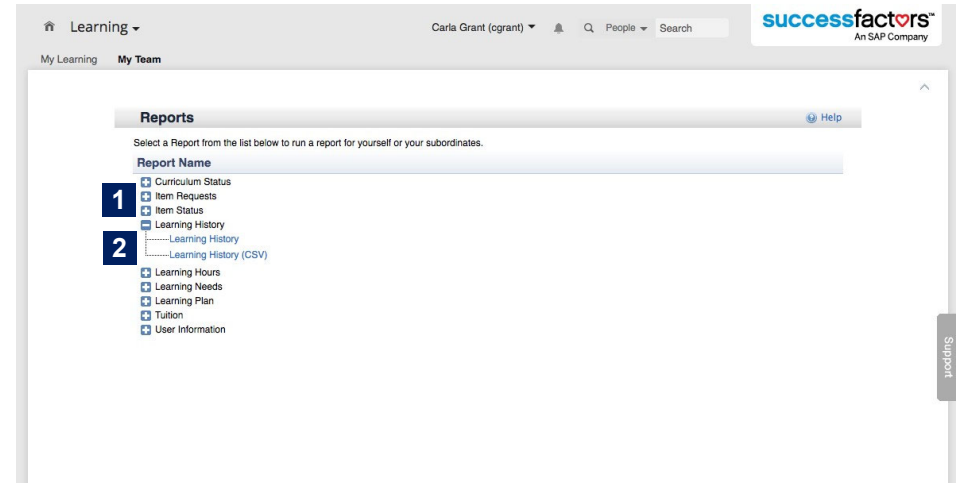 Learning
Carla Grant (cgrant)
People
Search
successfactors™
An SAP Company
My Learning
My Team
Reports
Help
Select a Report from the list below to run a report for yourself or your subordinates.
Report Name
Curriculum Status
1
Item Requests
Item Status
Learning History
2
Learning History
Learning History (CSV)
Learning Hours
Learning Needs
Learning Plan
Tuition
User Information
Support